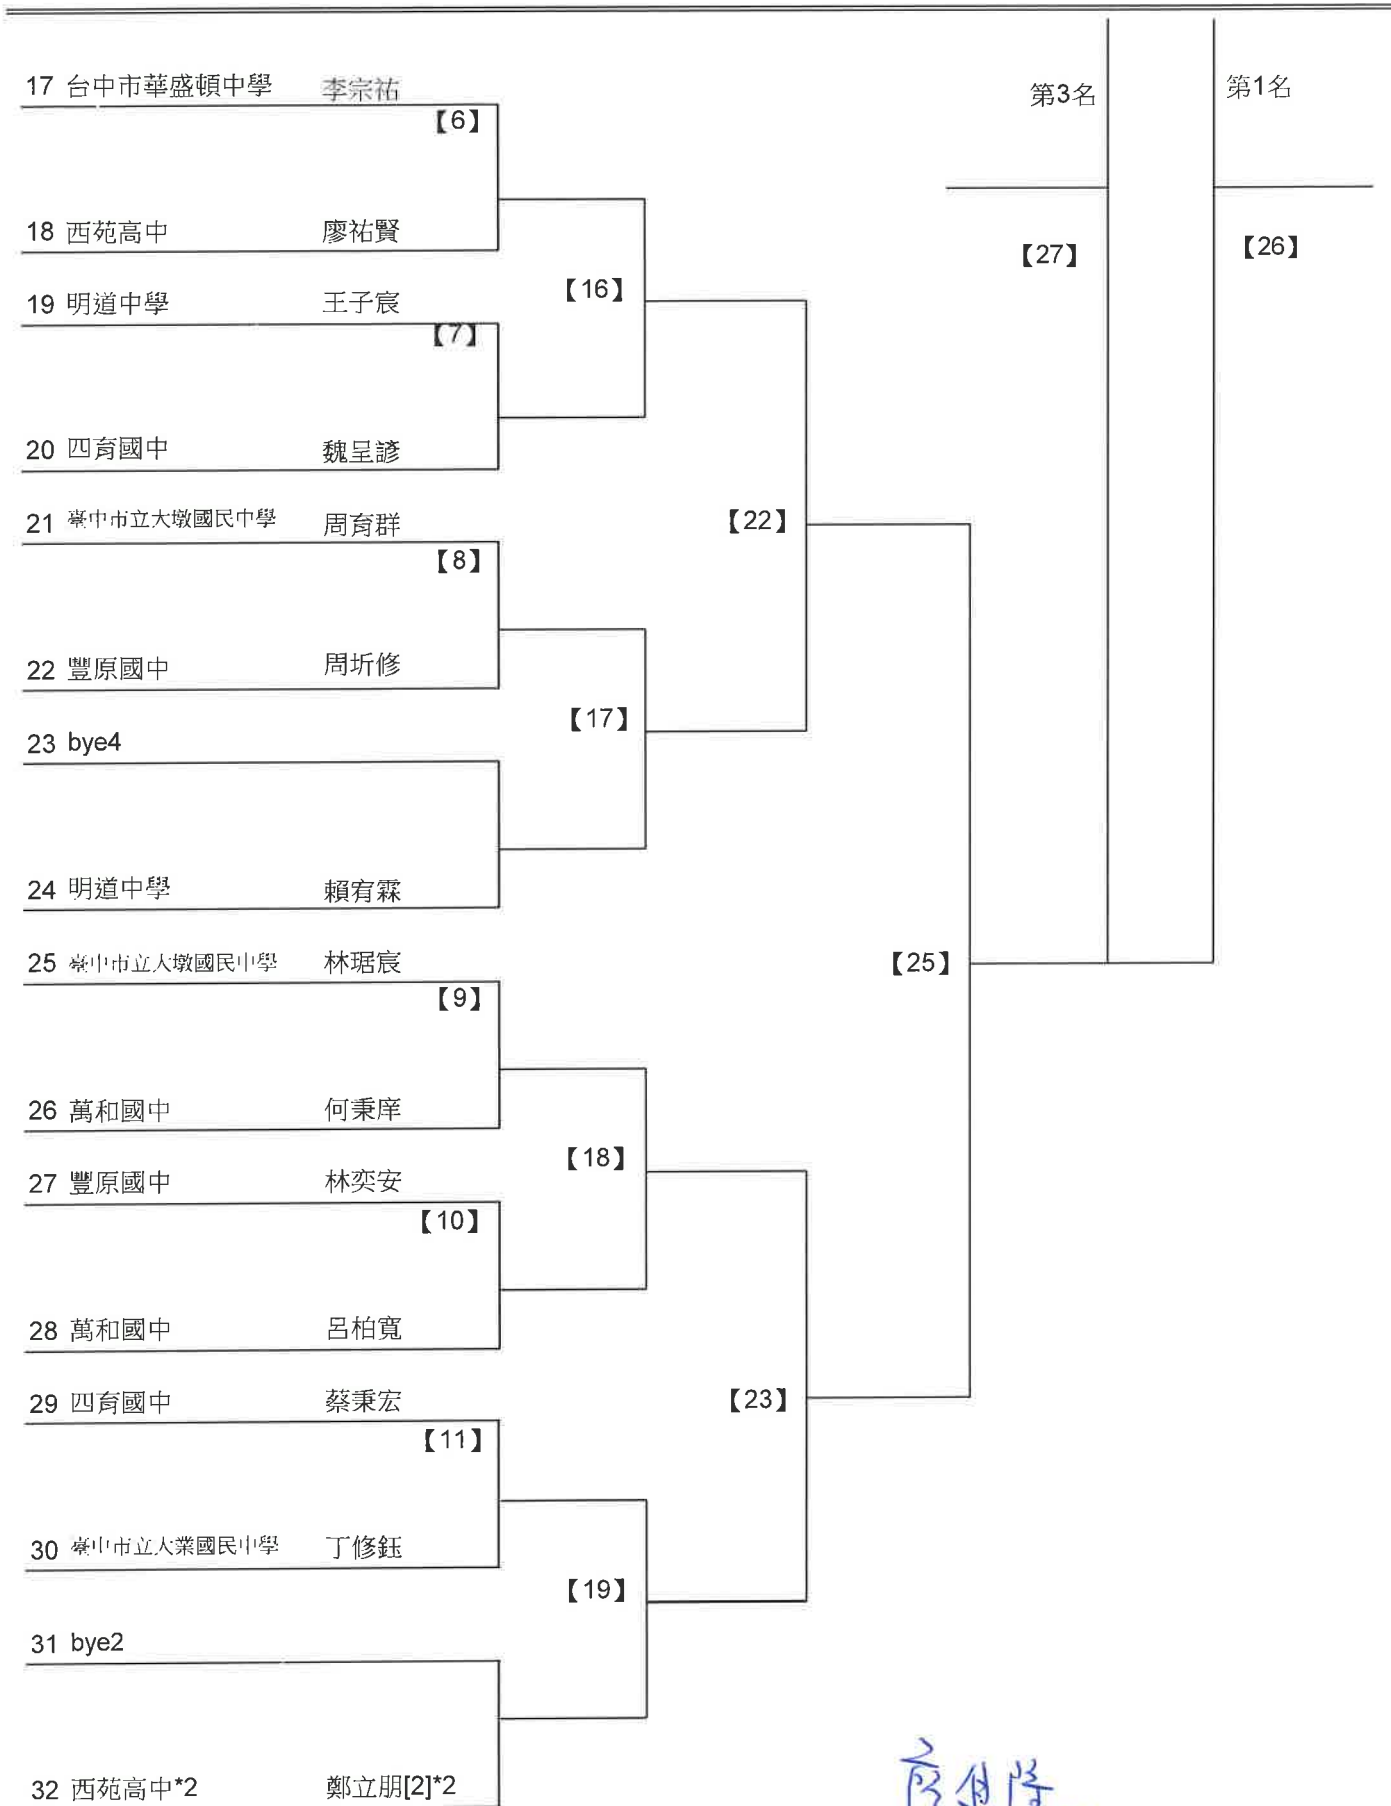 17 台中市華盛頓中學 李宗祐
第3名
第1名
【6】
18 西苑高中 廖祐賢
【27】
【26】
19 明道中學 王子宸
【16】
【7】
20 四育國中 魏呈諺
21 臺中市立大墩國民中學 周育群
【22】
【8】
22 豐原國中 周圻修
【17】
23 bye4
24 明道中學 賴宥霖
25 臺中市立大墩國民中學 林琚宸
【25】
【9】
26 萬和國中 何秉庠
【18】
27 豐原國中 林奕安
【10】
28 萬和國中 呂柏寬
29 四育國中 蔡秉宏
【23】
【11】
30 臺中市立大業國民中學 丁修鈺
【19】
31 bye2
32 西苑高中*2 鄭立朋[2]*2